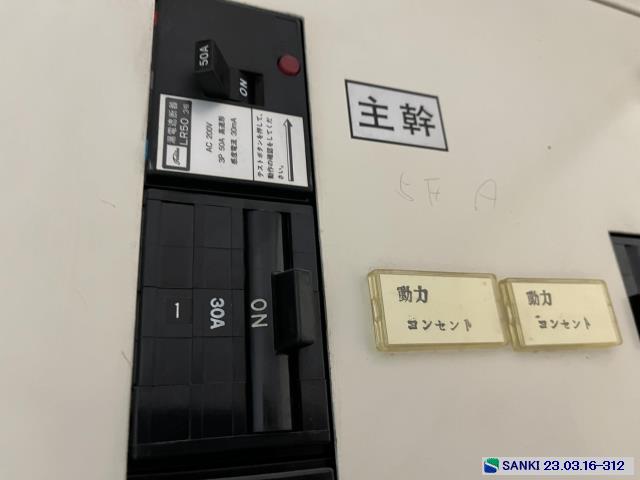 50A
ON
漏電遮断器
LR50
AC 200V
3P 50A 高速形
感度電流 30mA
テストボタンを押して、
動作の確認をしてくだ
さい。
主幹
5F A
1
30A
ON
動力
コンセント
動力
コンセント
SANKI 23.03.16-312